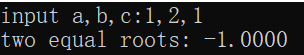 input a,b,c:1,2,1
two equal roots: -1.0000